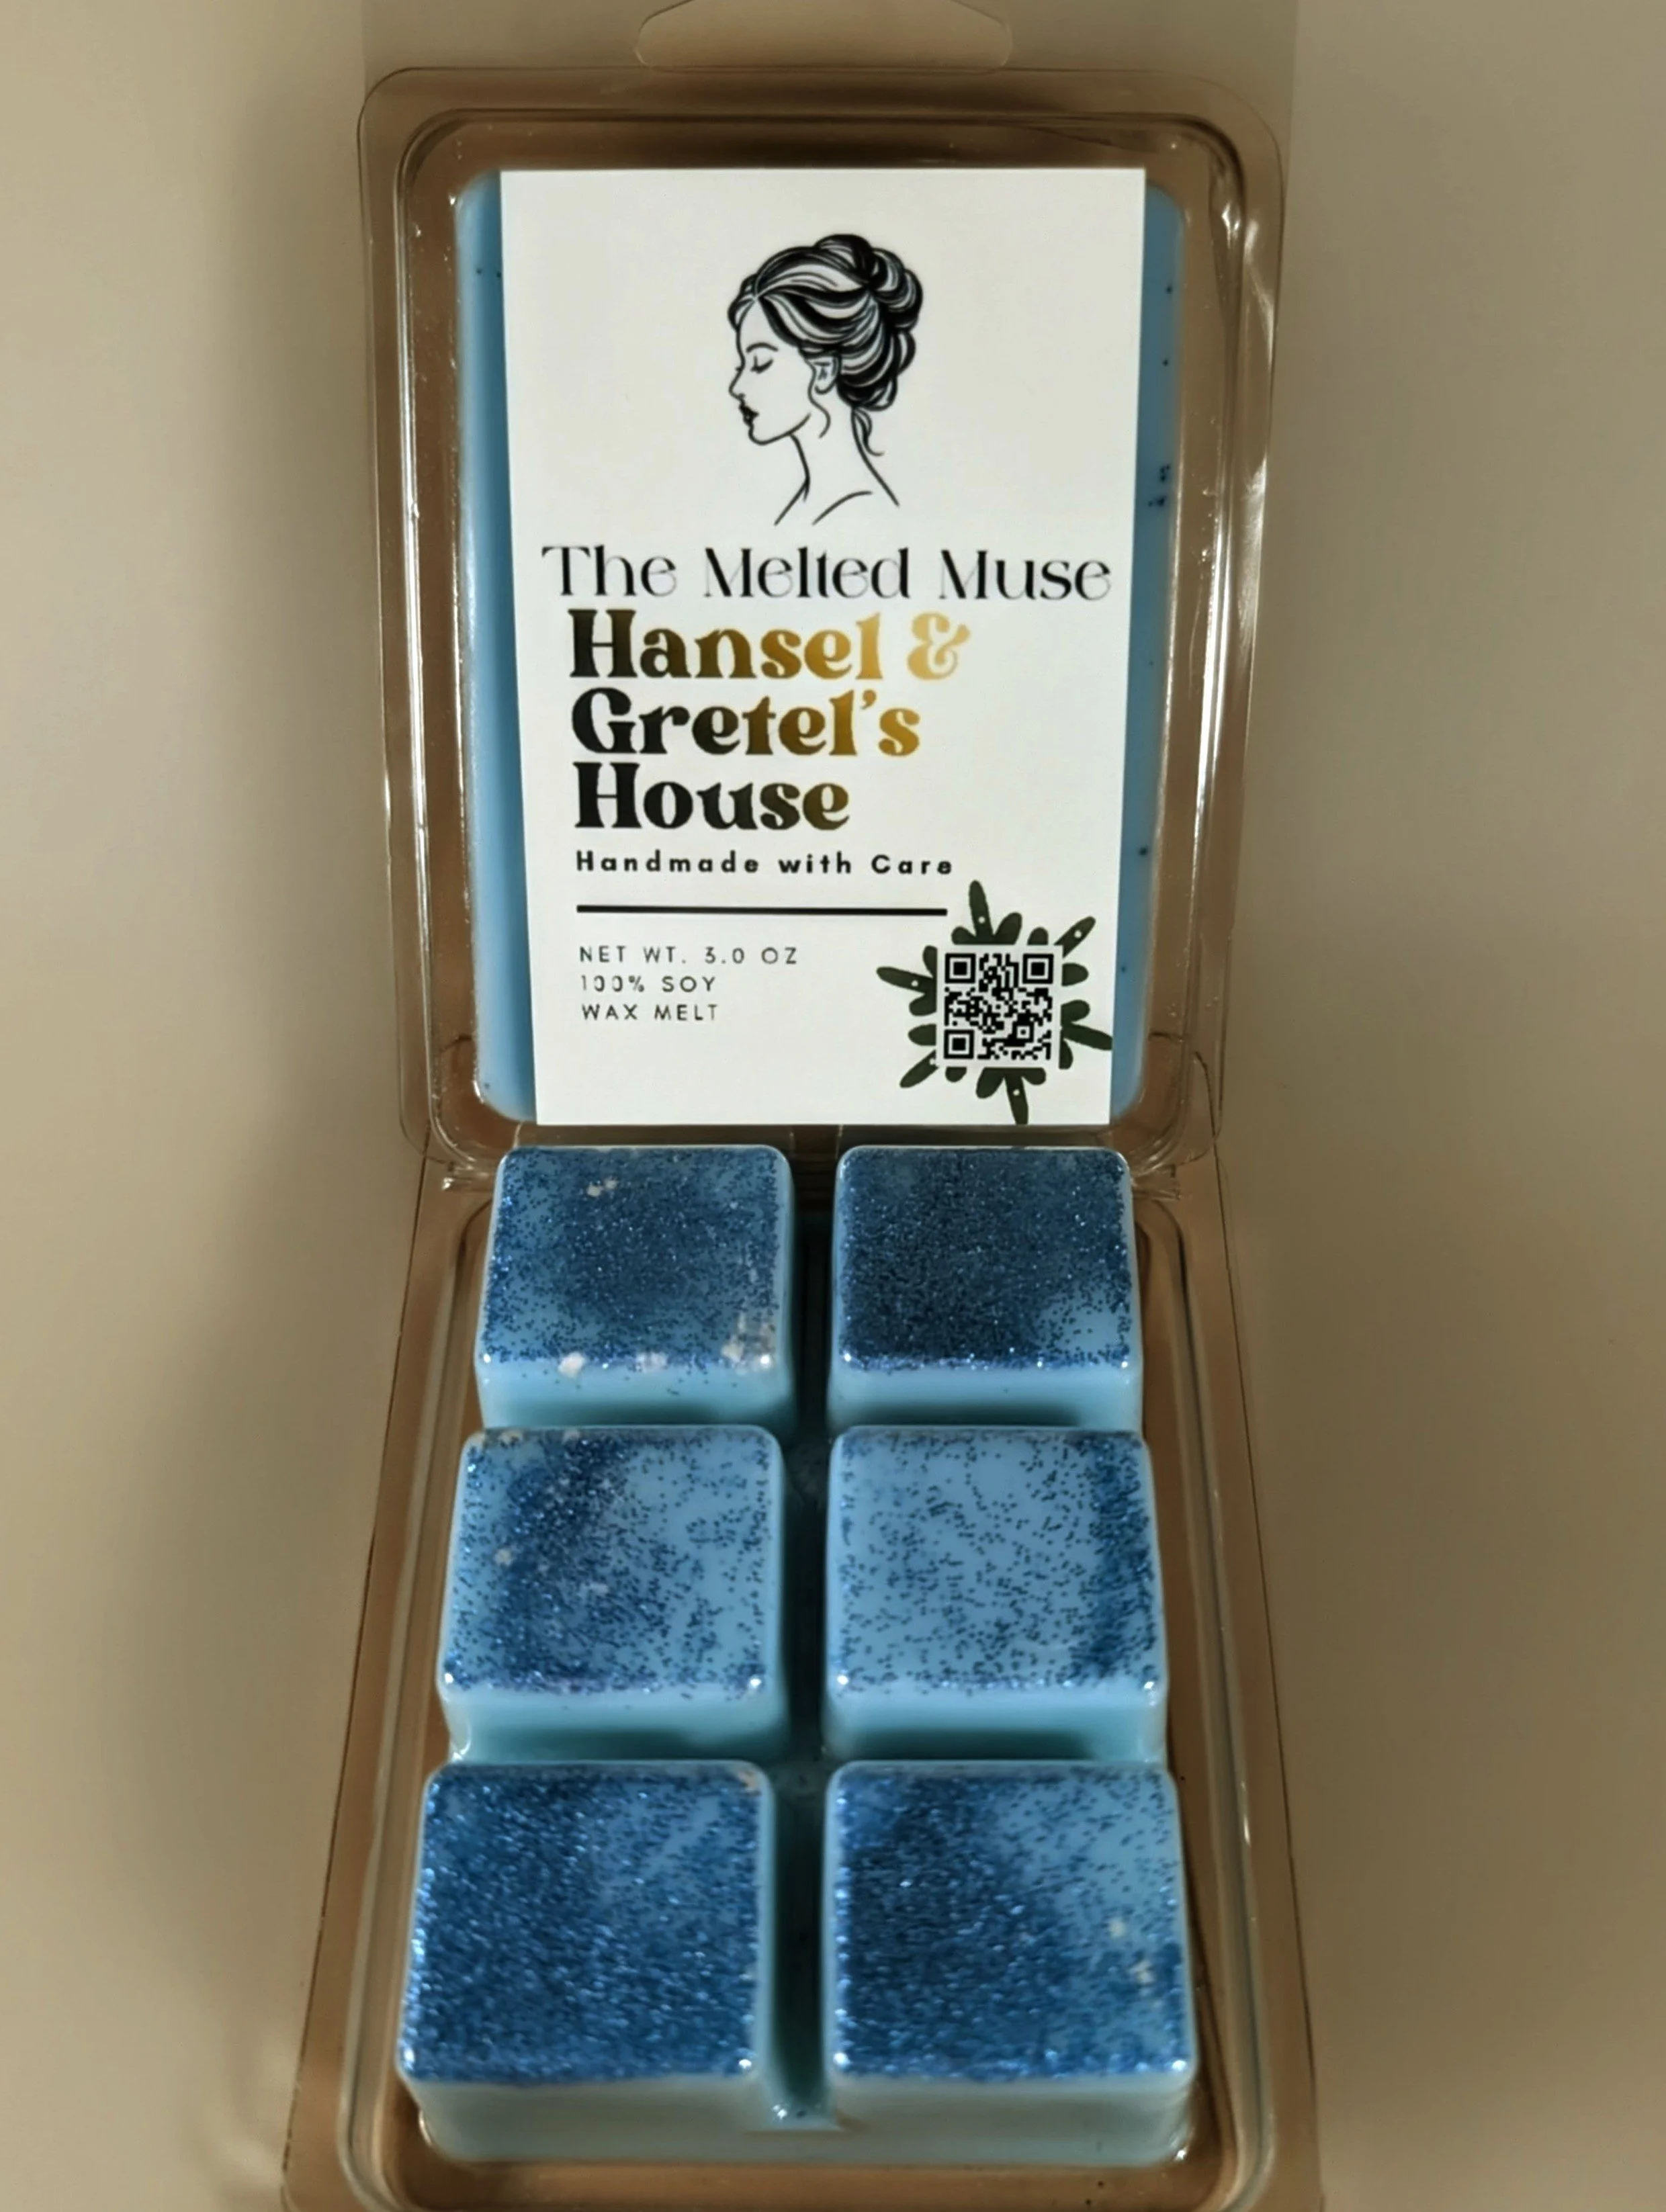 The Melted Muse
Hansel &
Gretel's
House
Handmade with Care
NET WT. 3.0 OZ
100% SOY
WAX MELT